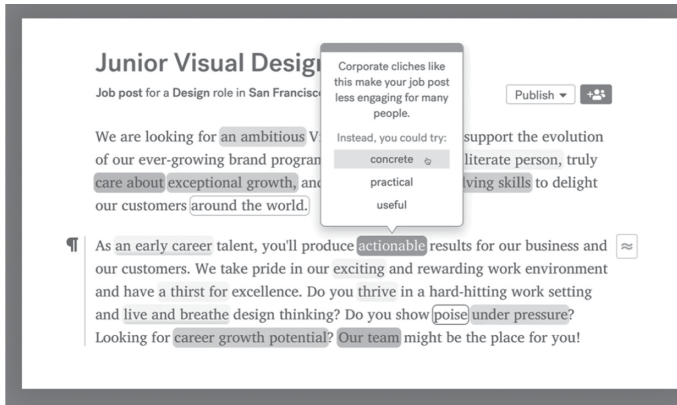 Junior Visual Desig
Job post for a Design role in San Francisc
Publish
Corporate cliches like
this make your job post
less engaging for many
people.
Instead, you could try:
concrete
practical
useful
We are looking for an ambitious V support the evolution
of our ever-growing brand progra literate person, truly
care about exceptional growth, an lving skills to delight
our customers around the world.
¶ As an early career talent, you'll produce actionable results for our business and ≈
our customers. We take pride in our exciting and rewarding work environment
and have a thirst for excellence. Do you thrive in a hard-hitting work setting
and live and breathe design thinking? Do you show poise under pressure?
Looking for career growth potential? Our team might be the place for you!